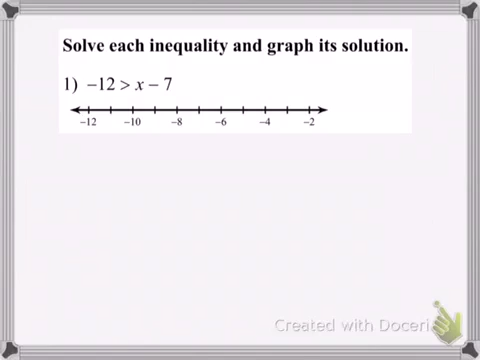 Solve each inequality and graph its solution.
1) −12 > x − 7
−12 −10 −8 −6 −4 −2
Created with Doceri